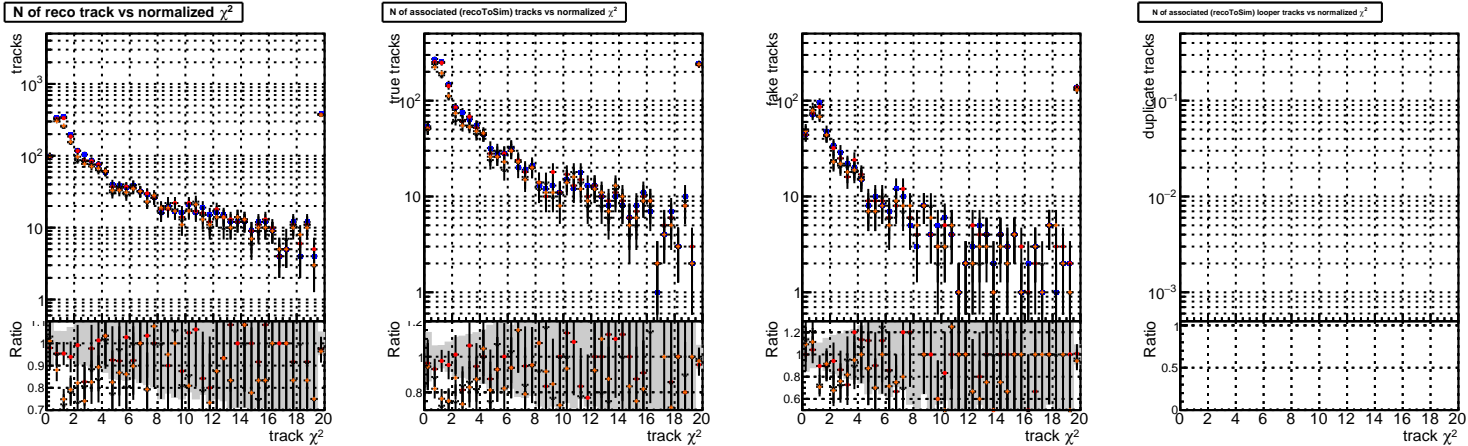 N of reco track vs normalized χ²
tracks
10³
10²
10
1
Ratio
1
0.9
0.8
0.7
0 2 4 6 8 10 12 14 16 18 20
track χ²
N of associated (recoToSim) tracks vs normalized χ²
true tracks
10²
10
1
Ratio
1.2
1
0.8
0 2 4 6 8 10 12 14 16 18 20
track χ²
fake tracks
10²
10
1
Ratio
1.2
1
0.8
0.6
0 2 4 6 8 10 12 14 16 18 20
track χ²
N of associated (recoToSim) looper tracks vs normalized χ²
duplicate tracks
10⁻¹
10⁻²
10⁻³
Ratio
1
0.5
0
0 2 4 6 8 10 12 14 16 18 20
track χ²